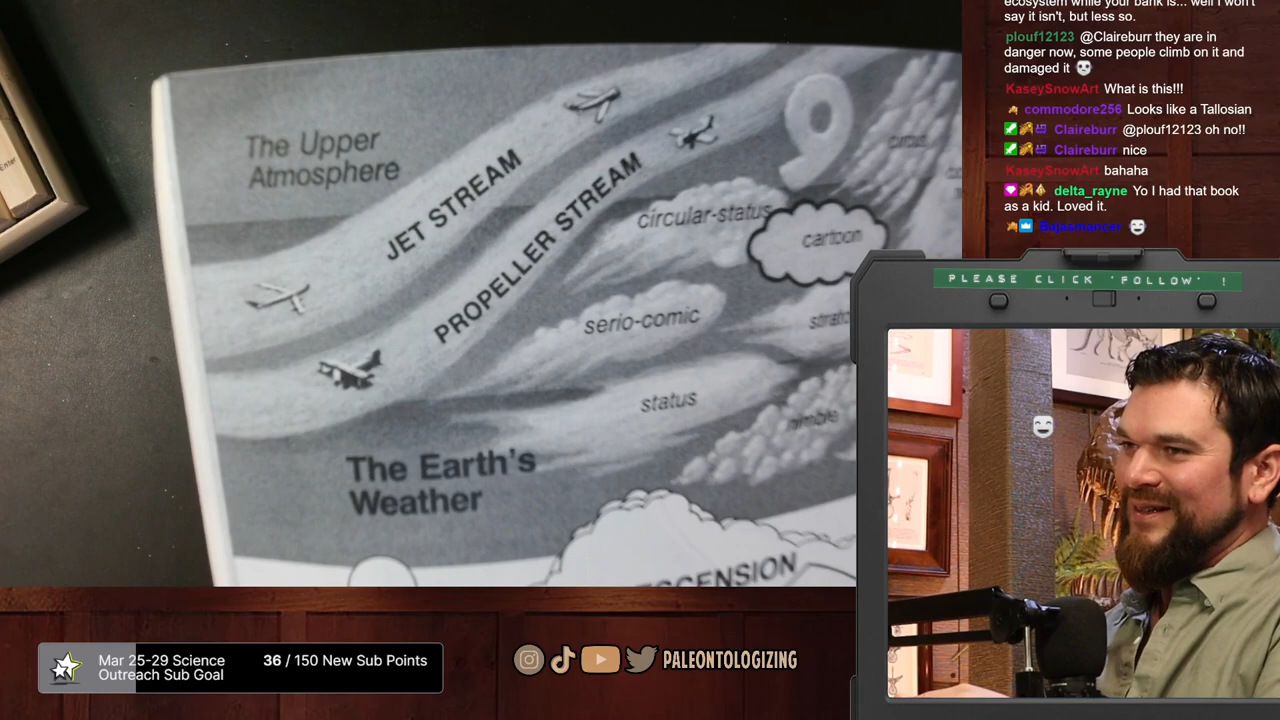 ecosystem while your bank is... well I won't
say it isn't, but less so.
plouf12123 @Claireburr they are in
danger now, some people climb on it and
damaged it
KaseySnowArt What is this!!!
commodore256 Looks like a Tallosian
Claireburr @plouf12123 oh no!!
Claireburr nice
KaseySnowArt bahaha
delta_rayne Yo I had that book
as a kid. Loved it.
Bajasmancer
PLEASE CLICK 'FOLLOW' !
Enter
The Upper
Atmosphere
JET STREAM
PROPELLER STREAM
circular-status
cartoon
serio-comic
status
nimble
The Earth's
Weather
Mar 25-29 Science
Outreach Sub Goal
36 / 150 New Sub Points
PALEONTOLOGIZING